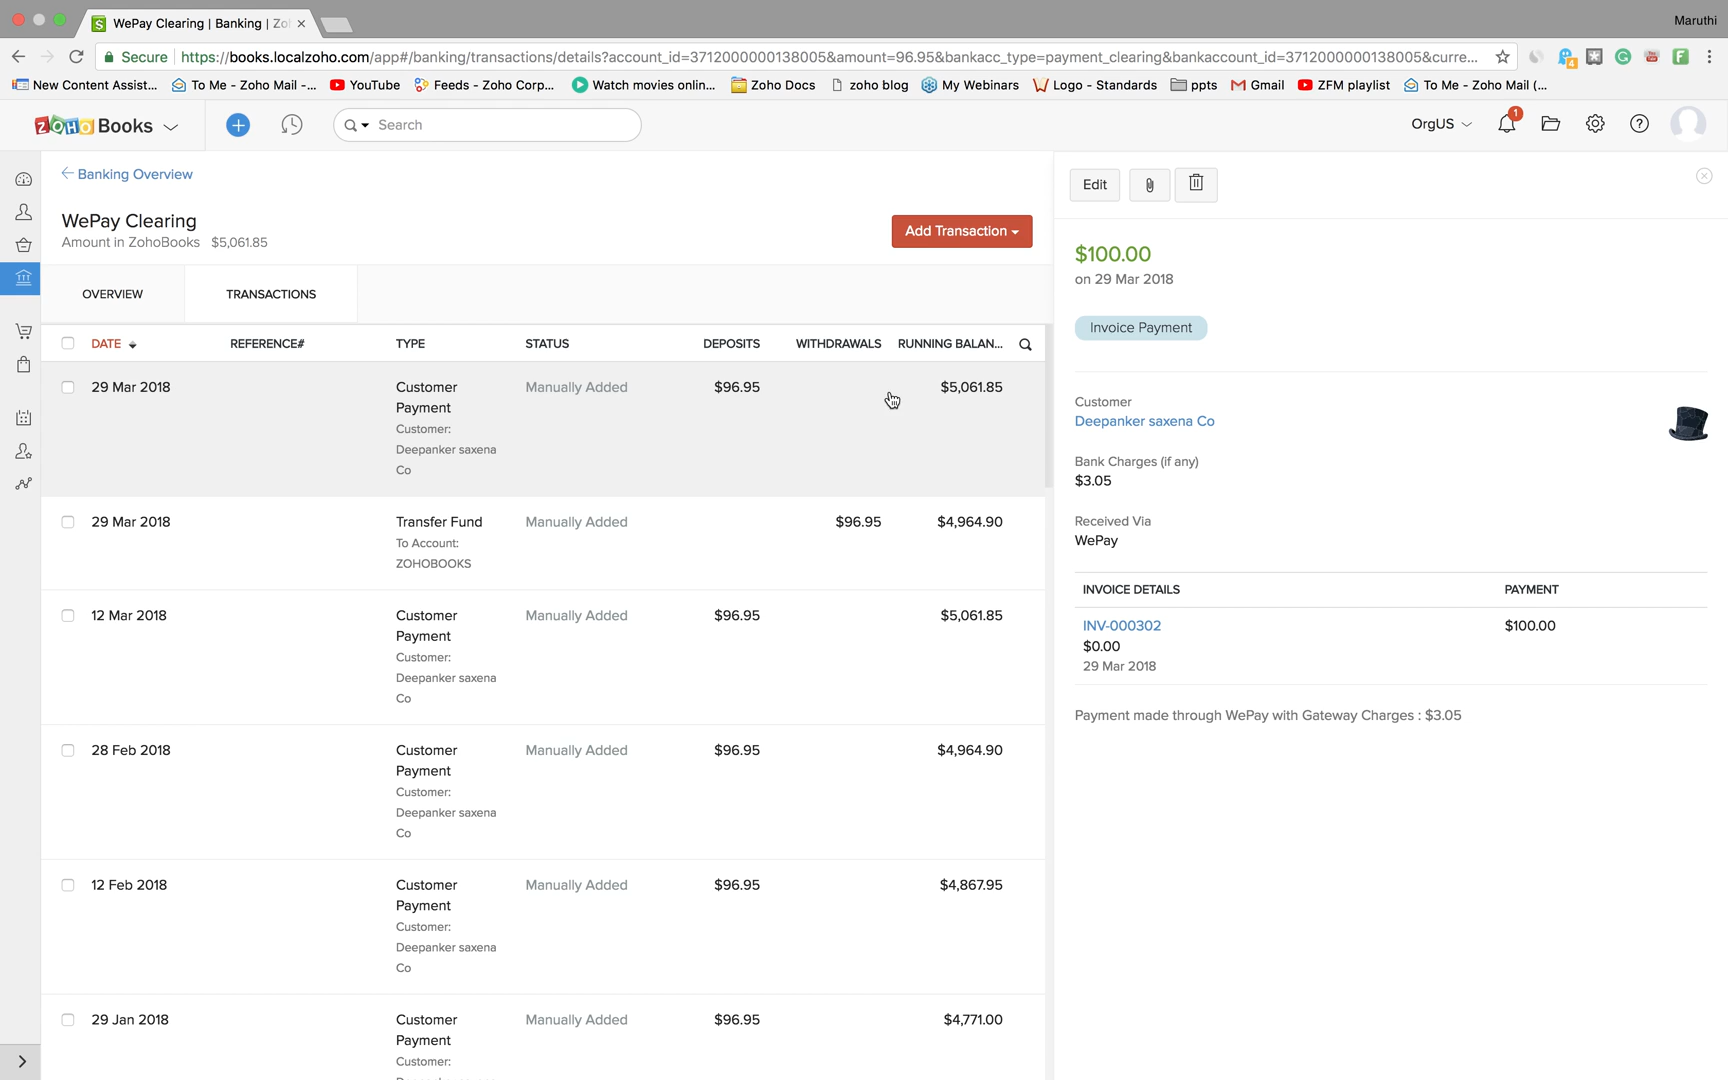 WePay Clearing | Banking | Zo
Maruthi
Secure https://books.localzoho.com/app#/banking/transactions/details?account_id=3712000000138005&amount=96.95&bankacc_type=payment_clearing&bankaccount_id=3712000000138005&curre...
New Content Assist... To Me - Zoho Mail -... YouTube Feeds - Zoho Corp... Watch movies onlin... Zoho Docs zoho blog My Webinars Logo - Standards ppts Gmail ZFM playlist To Me - Zoho Mail (...
ZOHO Books Search OrgUS 1
Banking Overview
WePay Clearing
Amount in ZohoBooks $5,061.85
Add Transaction
OVERVIEW TRANSACTIONS
DATE REFERENCE# TYPE STATUS DEPOSITS WITHDRAWALS RUNNING BALAN...
29 Mar 2018 Customer Manually Added $96.95 $5,061.85
Payment
Customer:
Deepanker saxena
Co
29 Mar 2018 Transfer Fund Manually Added $96.95 $4,964.90
To Account:
ZOHOBOOKS
12 Mar 2018 Customer Manually Added $96.95 $5,061.85
Payment
Customer:
Deepanker saxena
Co
28 Feb 2018 Customer Manually Added $96.95 $4,964.90
Payment
Customer:
Deepanker saxena
Co
12 Feb 2018 Customer Manually Added $96.95 $4,867.95
Payment
Customer:
Deepanker saxena
Co
29 Jan 2018 Customer Manually Added $96.95 $4,771.00
Payment
Customer:
Edit
$100.00
on 29 Mar 2018
Invoice Payment
Customer
Deepanker saxena Co
Bank Charges (if any)
$3.05
Received Via
WePay
INVOICE DETAILS PAYMENT
INV-000302 $100.00
$0.00
29 Mar 2018
Payment made through WePay with Gateway Charges : $3.05